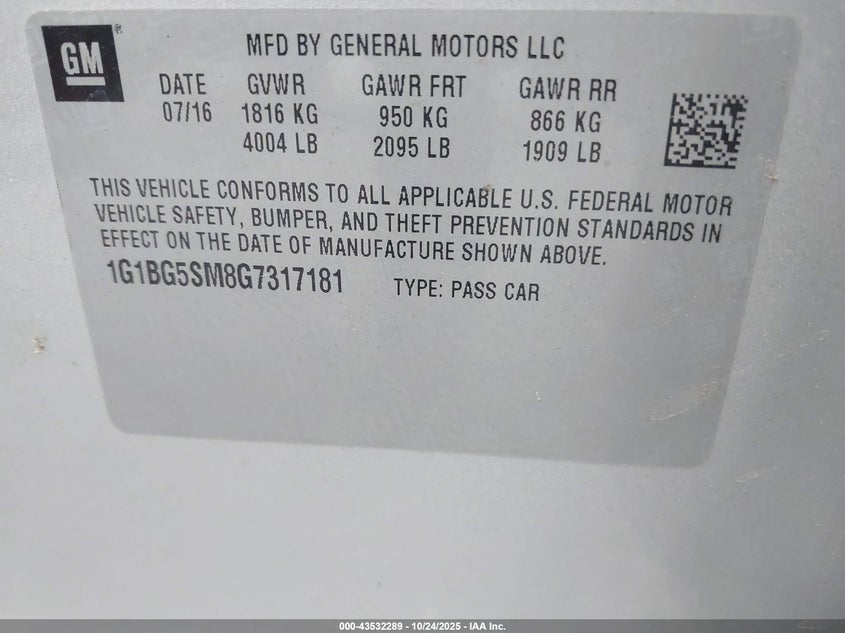 GM®
MFD BY GENERAL MOTORS LLC
DATE GVWR GAWR FRT GAWR RR
07/16 1816 KG 950 KG 866 KG
4004 LB 2095 LB 1909 LB
THIS VEHICLE CONFORMS TO ALL APPLICABLE U.S. FEDERAL MOTOR
VEHICLE SAFETY, BUMPER, AND THEFT PREVENTION STANDARDS IN
EFFECT ON THE DATE OF MANUFACTURE SHOWN ABOVE.
1G1BG5SM8G7317181 TYPE: PASS CAR
000-43532289 - 10/24/2025 - IAA Inc.